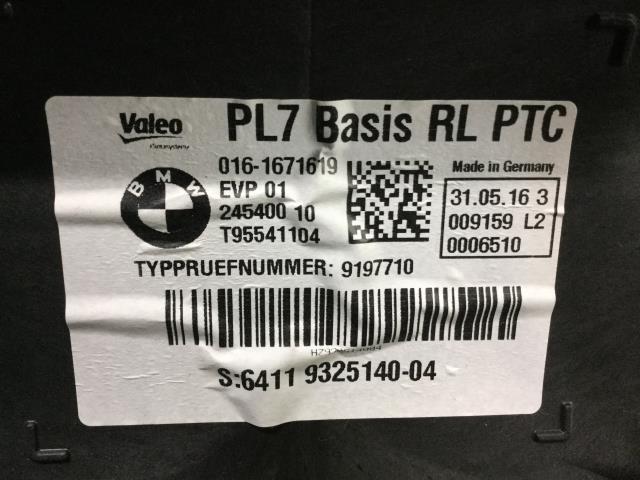 Valeo PL7 Basis RL PTC
016-1671619
Made in Germany
BMW
EVP 01
245400 10
T95541104
31.05.16 3
009159 L2
0006510
TYPPRUEFNUMMER: 9197710
S:6411 9325140-04